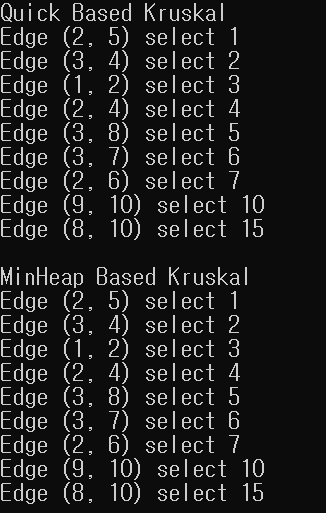 Quick Based Kruskal
Edge (2, 5) select 1
Edge (3, 4) select 2
Edge (1, 2) select 3
Edge (2, 4) select 4
Edge (3, 8) select 5
Edge (3, 7) select 6
Edge (2, 6) select 7
Edge (9, 10) select 10
Edge (8, 10) select 15
MinHeap Based Kruskal
Edge (2, 5) select 1
Edge (3, 4) select 2
Edge (1, 2) select 3
Edge (2, 4) select 4
Edge (3, 8) select 5
Edge (3, 7) select 6
Edge (2, 6) select 7
Edge (9, 10) select 10
Edge (8, 10) select 15